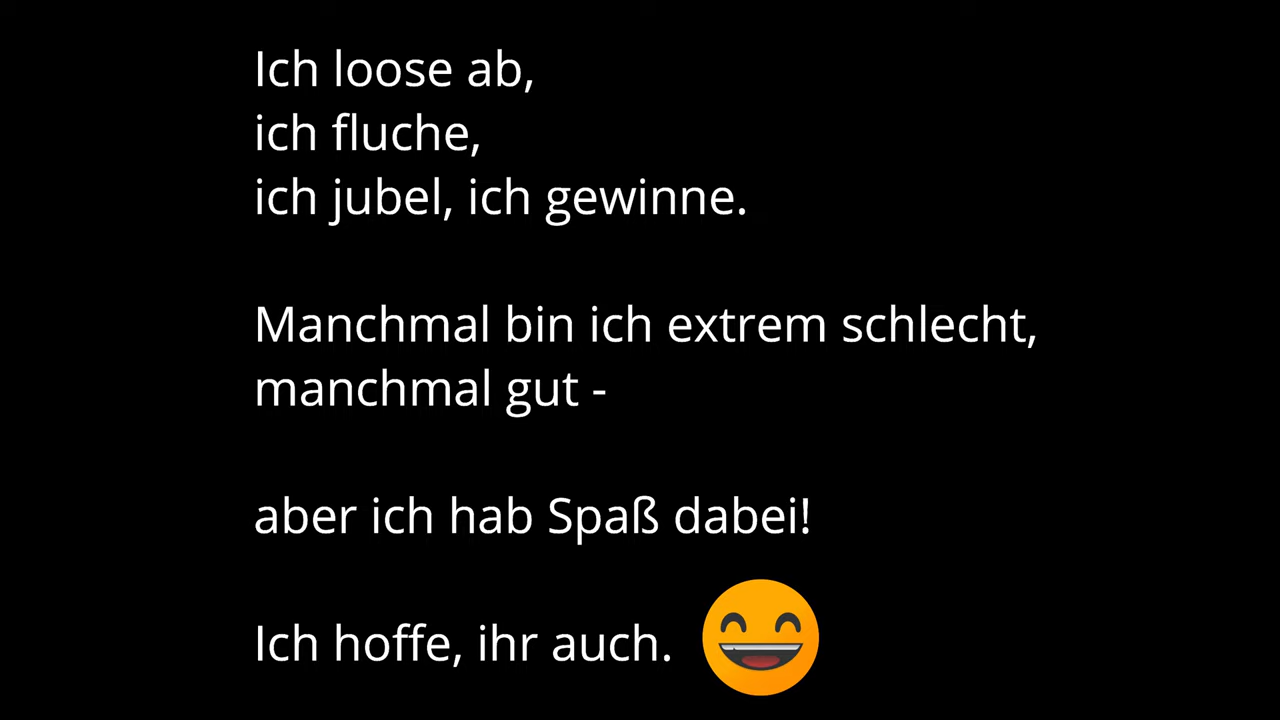 Ich loose ab,
ich fluche,
ich jubel, ich gewinne.
Manchmal bin ich extrem schlecht,
manchmal gut -
aber ich hab Spaß dabei!
Ich hoffe, ihr auch.